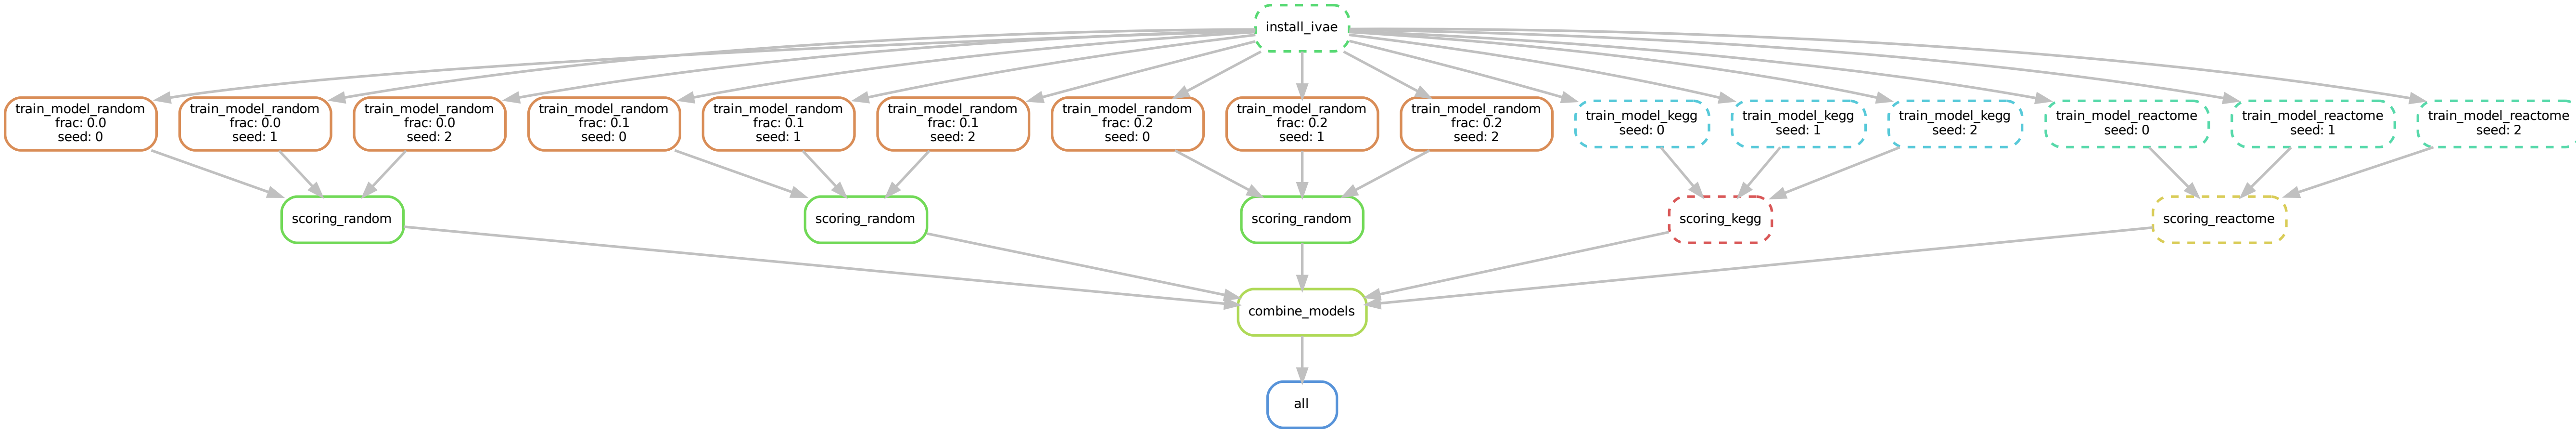 install_ivae
train_model_random
frac: 0.0
seed: 0
train_model_random
frac: 0.0
seed: 1
train_model_random
frac: 0.0
seed: 2
train_model_random
frac: 0.1
seed: 0
train_model_random
frac: 0.1
seed: 1
train_model_random
frac: 0.1
seed: 2
train_model_random
frac: 0.2
seed: 0
train_model_random
frac: 0.2
seed: 1
train_model_random
frac: 0.2
seed: 2
train_model_kegg
seed: 0
train_model_kegg
seed: 1
train_model_kegg
seed: 2
train_model_reactome
seed: 0
train_model_reactome
seed: 1
train_model_reactome
seed: 2
scoring_random
scoring_random
scoring_random
scoring_kegg
scoring_reactome
combine_models
all